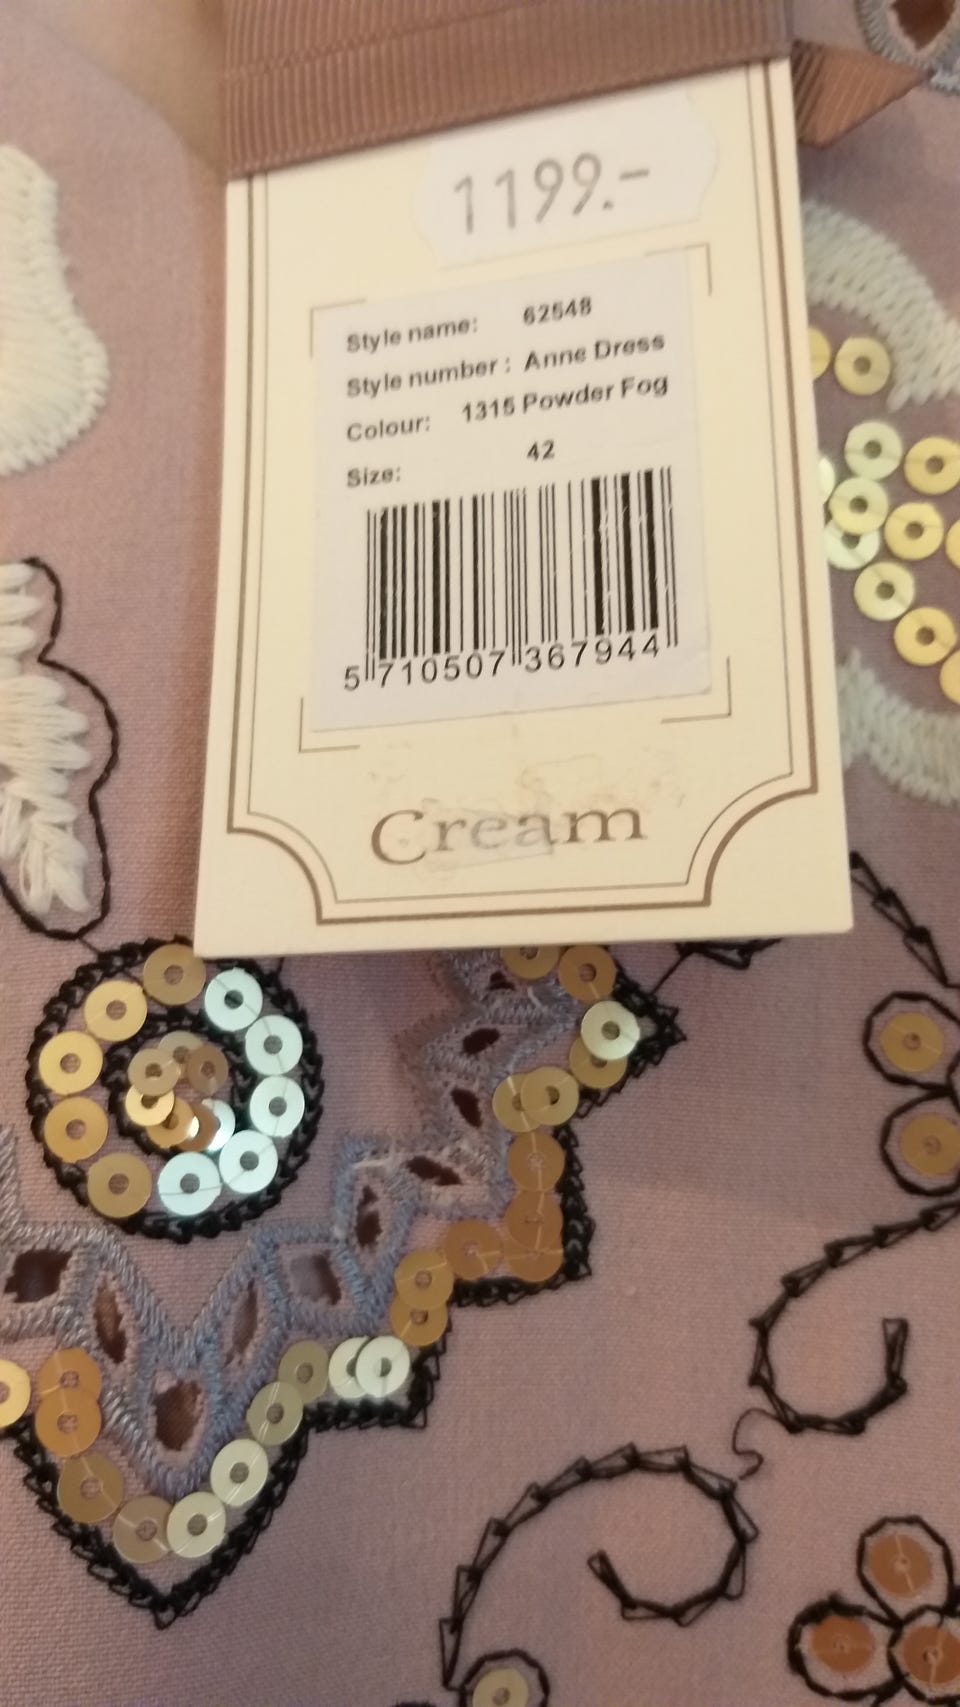 1199.-
Style name: 62548
Style number : Anne Dress
Colour: 1315 Powder Fog
Size: 42
5 710507 367944
Cream